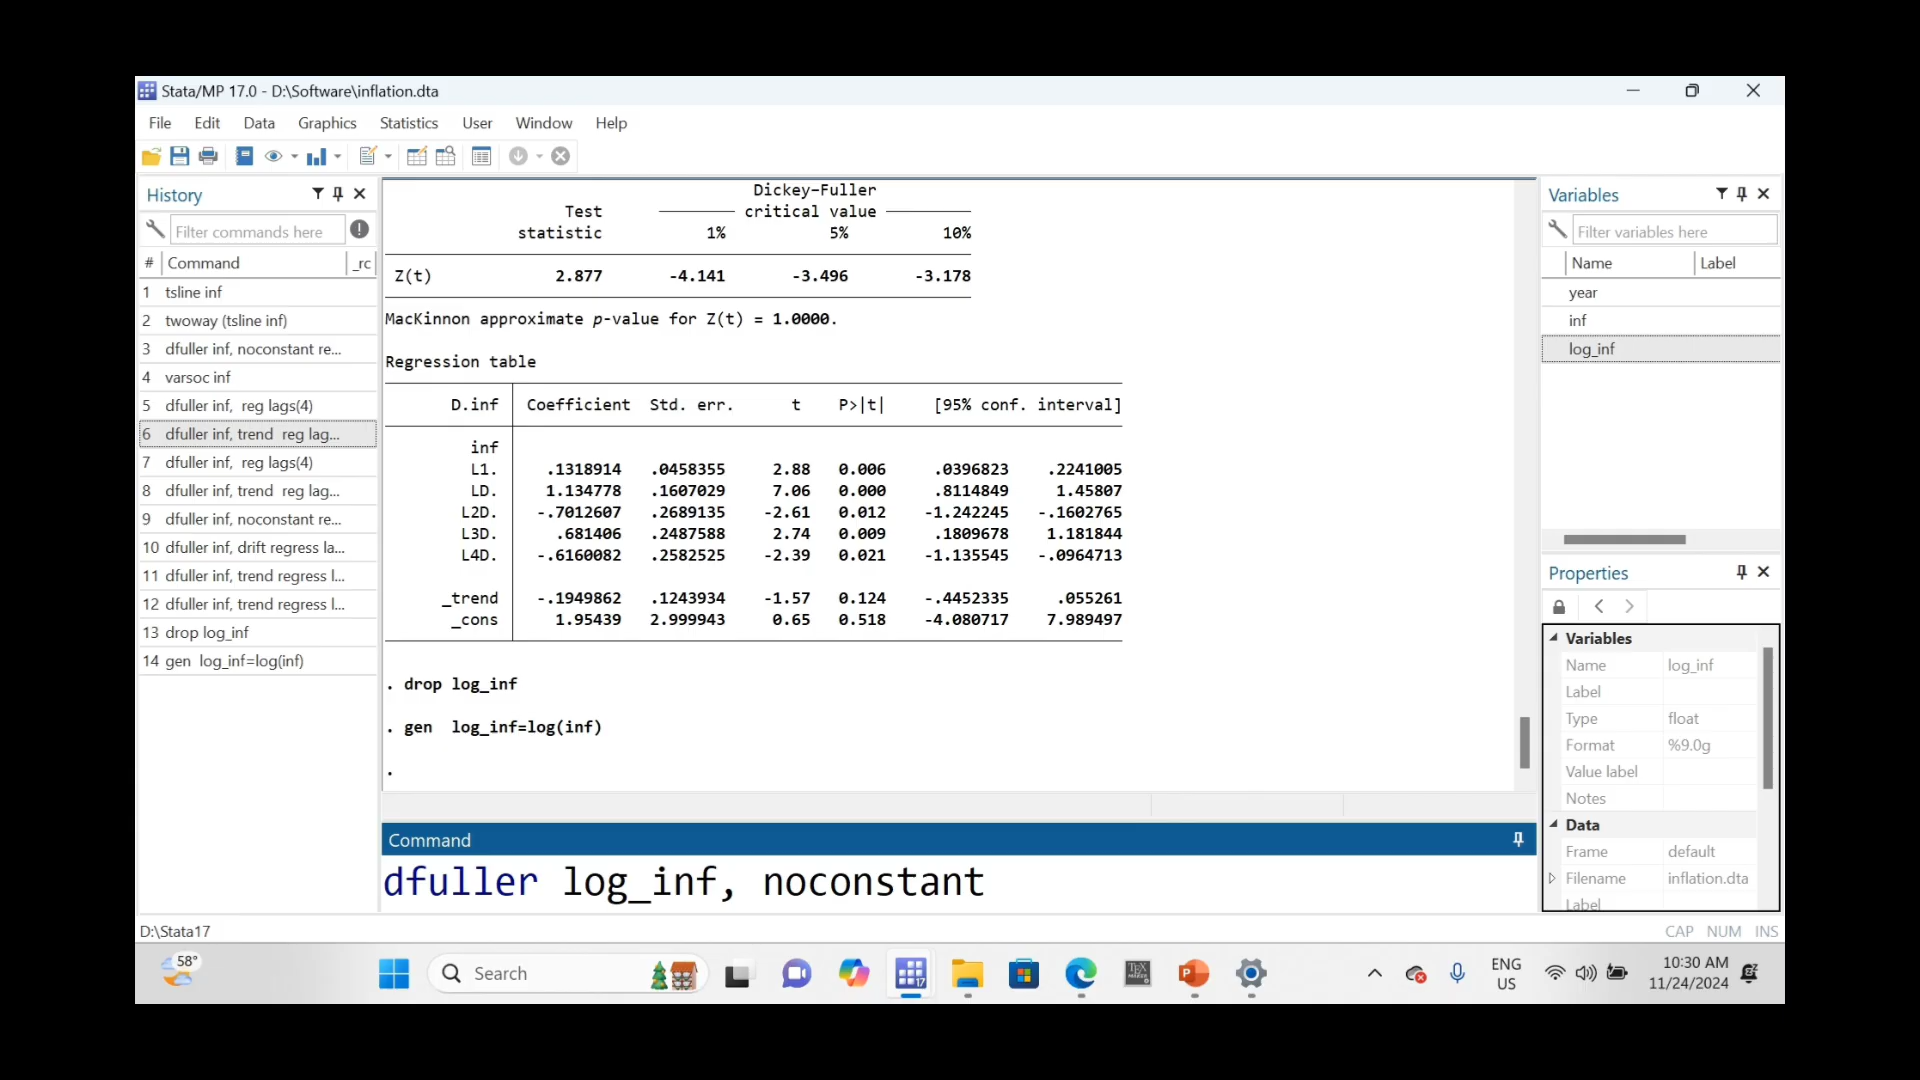 Stata/MP 17.0 - D:\Software\inflation.dta
File Edit Data Graphics Statistics User Window Help
History
Filter commands here
# Command _rc
1 tsline inf
2 twoway (tsline inf)
3 dfuller inf, noconstant re...
4 varsoc inf
5 dfuller inf, reg lags(4)
6 dfuller inf, trend reg lag...
7 dfuller inf, reg lags(4)
8 dfuller inf, trend reg lag...
9 dfuller inf, noconstant re...
10 dfuller inf, drift regress la...
11 dfuller inf, trend regress l...
12 dfuller inf, trend regress l...
13 drop log_inf
14 gen log_inf=log(inf)
Dickey–Fuller
Test critical value
statistic 1% 5% 10%
Z(t) 2.877 -4.141 -3.496 -3.178
MacKinnon approximate p-value for Z(t) = 1.0000.
Regression table
D.inf Coefficient Std. err. t P>|t| [95% conf. interval]
inf
L1. .1318914 .0458355 2.88 0.006 .0396823 .2241005
LD. 1.134778 .1607029 7.06 0.000 .8114849 1.45807
L2D. -.7012607 .2689135 -2.61 0.012 -1.242245 -.1602765
L3D. .681406 .2487588 2.74 0.009 .1809678 1.181844
L4D. -.6160082 .2582525 -2.39 0.021 -1.135545 -.0964713
_trend -.1949862 .1243934 -1.57 0.124 -.4452335 .055261
_cons 1.95439 2.999943 0.65 0.518 -4.080717 7.989497
. drop log_inf
. gen log_inf=log(inf)
.
Command
dfuller log_inf, noconstant
Variables
Filter variables here
Name Label
year
inf
log_inf
Properties
Variables
Name log_inf
Label
Type float
Format %9.0g
Value label
Notes
Data
Frame default
Filename inflation.dta
Label
D:\Stata17
CAP NUM INS
58°
Search
17
TEX
MAKER
P
ENG
US
10:30 AM
11/24/2024